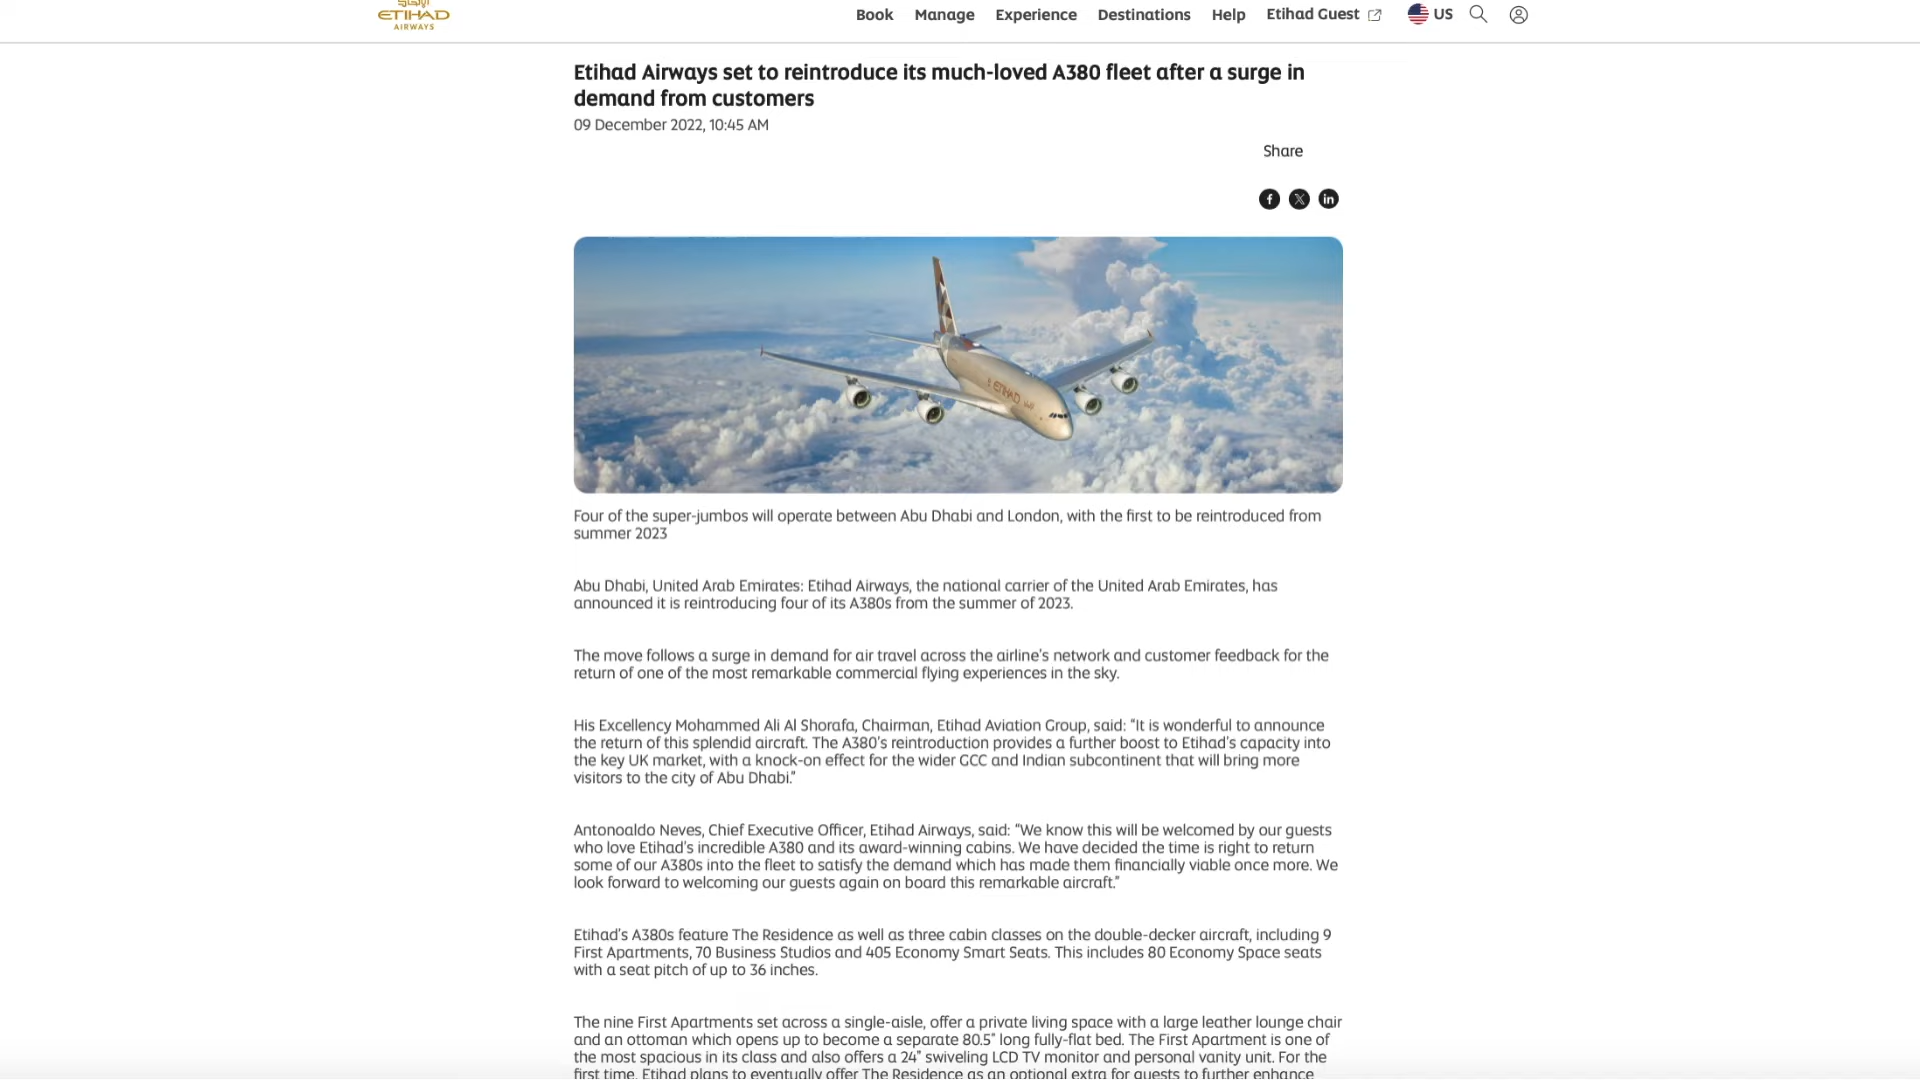 ETIHAD
AIRWAYS
Book Manage Experience Destinations Help Etihad Guest US
Etihad Airways set to reintroduce its much-loved A380 fleet after a surge in
demand from customers
09 December 2022, 10:45 AM
Share
ETIHAD
Four of the super-jumbos will operate between Abu Dhabi and London, with the first to be reintroduced from
summer 2023
Abu Dhabi, United Arab Emirates: Etihad Airways, the national carrier of the United Arab Emirates, has
announced it is reintroducing four of its A380s from the summer of 2023.
The move follows a surge in demand for air travel across the airline's network and customer feedback for the
return of one of the most remarkable commercial flying experiences in the sky.
His Excellency Mohammed Ali Al Shorafa, Chairman, Etihad Aviation Group, said: “It is wonderful to announce
the return of this splendid aircraft. The A380's reintroduction provides a further boost to Etihad's capacity into
the key UK market, with a knock-on effect for the wider GCC and Indian subcontinent that will bring more
visitors to the city of Abu Dhabi.”
Antonoaldo Neves, Chief Executive Officer, Etihad Airways, said: “We know this will be welcomed by our guests
who love Etihad's incredible A380 and its award-winning cabins. We have decided the time is right to return
some of our A380s into the fleet to satisfy the demand which has made them financially viable once more. We
look forward to welcoming our guests again on board this remarkable aircraft.”
Etihad's A380s feature The Residence as well as three cabin classes on the double-decker aircraft, including 9
First Apartments, 70 Business Studios and 405 Economy Smart Seats. This includes 80 Economy Space seats
with a seat pitch of up to 36 inches.
The nine First Apartments set across a single-aisle, offer a private living space with a large leather lounge chair
and an ottoman which opens up to become a separate 80.5" long fully-flat bed. The First Apartment is one of
the most spacious in its class and also offers a 24" swiveling LCD TV monitor and personal vanity unit. For the
first time, Etihad plans to eventually offer The Residence as an optional extra for guests to further enhance